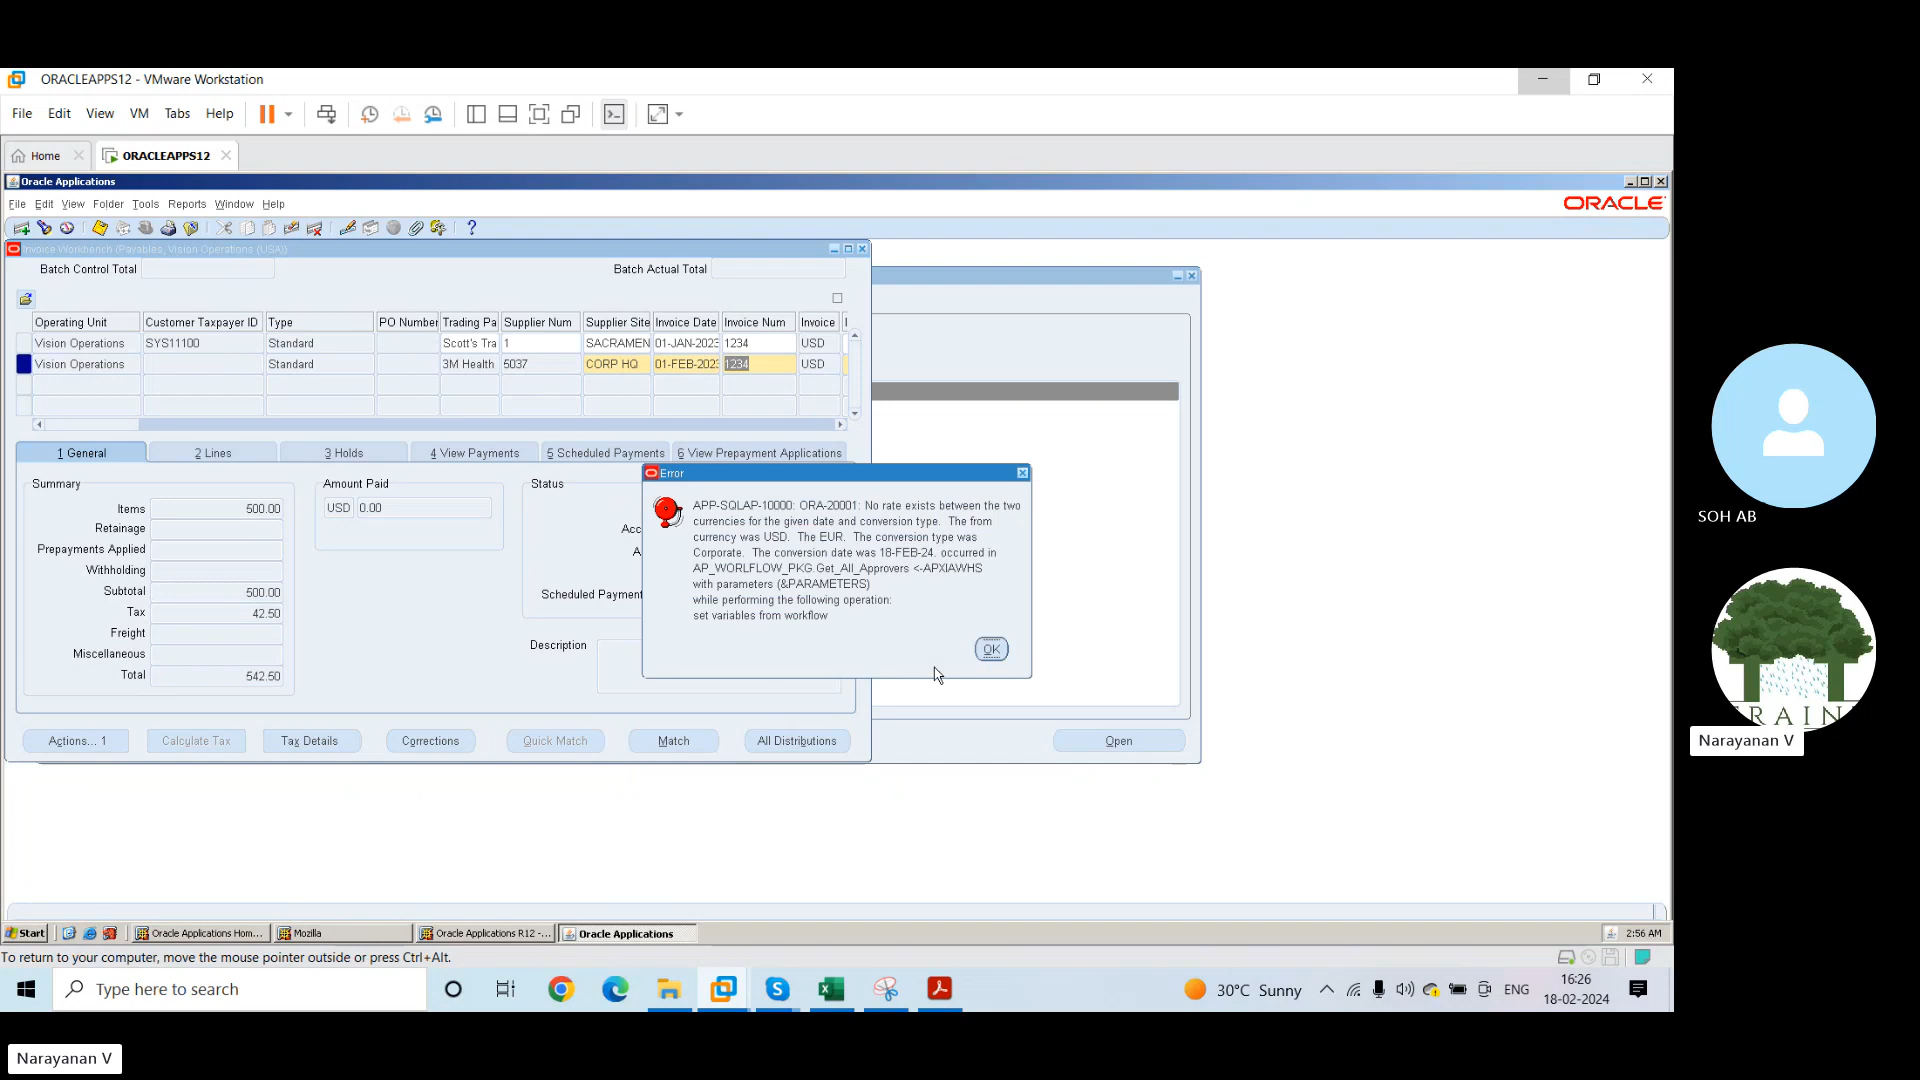 ORACLEAPPS12 - VMware Workstation
File Edit View VM Tabs Help
Home
ORACLEAPPS12
Oracle Applications
File Edit View Folder Tools Reports Window Help
ORACLE
Invoice Workbench (Payables, Vision Operations (USA))
Batch Control Total
Batch Actual Total
Operating Unit Customer Taxpayer ID Type PO Number Trading Pa Supplier Num Supplier Site Invoice Date Invoice Num Invoice
Vision Operations SYS11100 Standard Scott's Tra 1 SACRAMEN 01-JAN-2023 1234 USD
Vision Operations Standard 3M Health 5037 CORP HQ 01-FEB-2023 1234 USD
1 General 2 Lines 3 Holds 4 View Payments 5 Scheduled Payments 6 View Prepayment Applications
Summary
Items 500.00
Retainage
Prepayments Applied
Withholding
Subtotal 500.00
Tax 42.50
Freight
Miscellaneous
Total 542.50
Amount Paid
USD 0.00
Status
Acc
A
Scheduled Payment
Description
Error
APP-SQLAP-10000: ORA-20001: No rate exists between the two
currencies for the given date and conversion type. The from
currency was USD. The EUR. The conversion type was
Corporate. The conversion date was 18-FEB-24. occurred in
AP_WORLFLOW_PKG.Get_All_Approvers <-APXIAWHS
with parameters (&PARAMETERS)
while performing the following operation:
set variables from workflow
OK
Actions... 1 Calculate Tax Tax Details Corrections Quick Match Match All Distributions
Open
Start
Oracle Applications Hom...
Mozilla
Oracle Applications R12 -...
Oracle Applications
2:56 AM
To return to your computer, move the mouse pointer outside or press Ctrl+Alt.
Type here to search
30°C Sunny
ENG
16:26
18-02-2024
SOH AB
RAIN
Narayanan V
Narayanan V